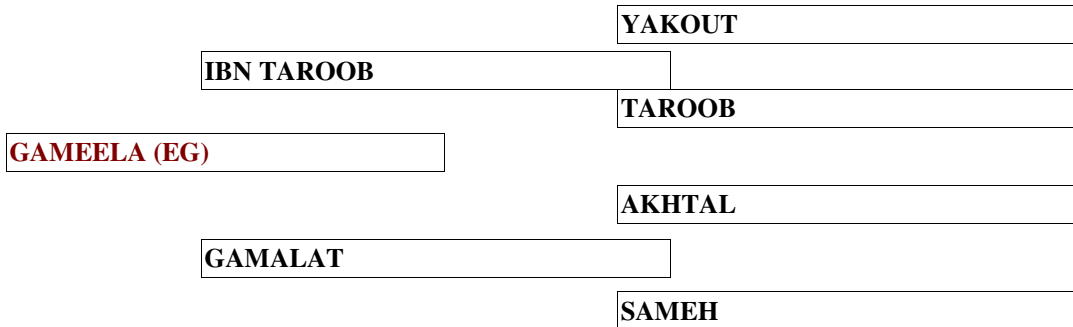 YAKOUT
IBN TAROOB
TAROOB
GAMEELA (EG)
AKHTAL
GAMALAT
SAMEH